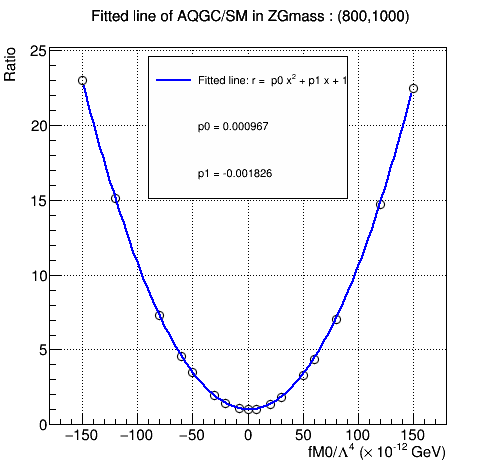 Fitted line of AQGC/SM in ZGmass : (800,1000)
Ratio
25
20
15
10
5
0
Fitted line: r =  p0 x² + p1 x + 1
p0 = 0.000967
p1 = -0.001826
−150 −100 −50 0 50 100 150
fM0/Λ⁴ (× 10⁻¹² GeV)